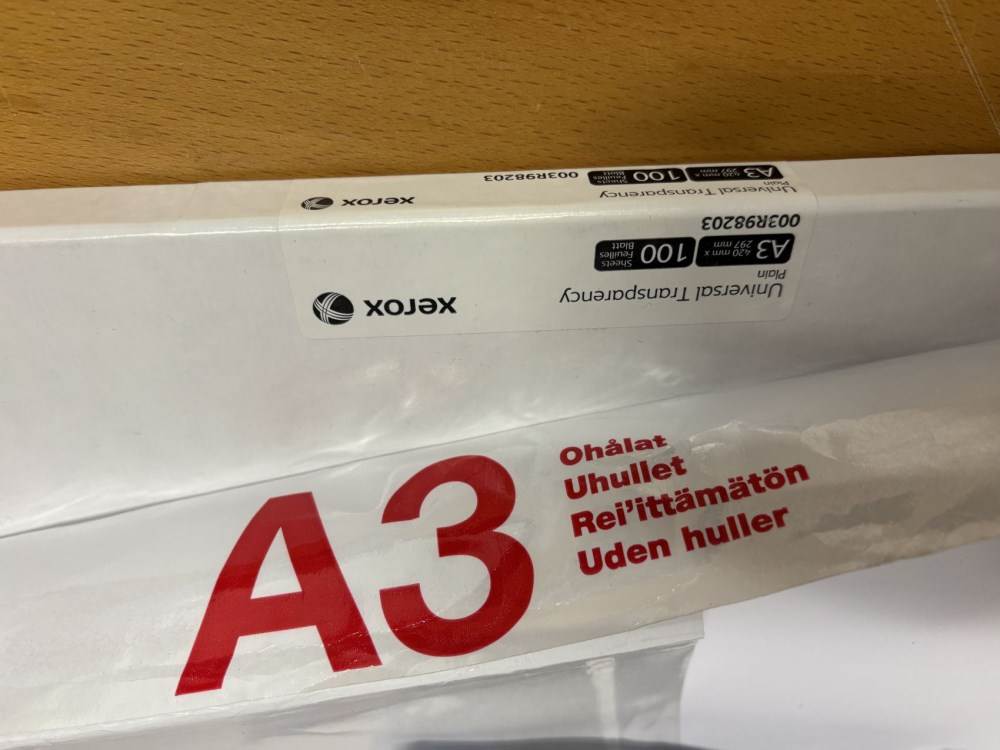 xerox
Universal Transparency
Plain
A3 420 mm x 297 mm 100 Sheets Feuilles Blatt
003R98203
xerox
Universal Transparency
Plain
A3 420 mm x 297 mm 100 Sheets Feuilles Blatt
003R98203
A3
Ohålat
Uhullet
Rei'ittämätön
Uden huller